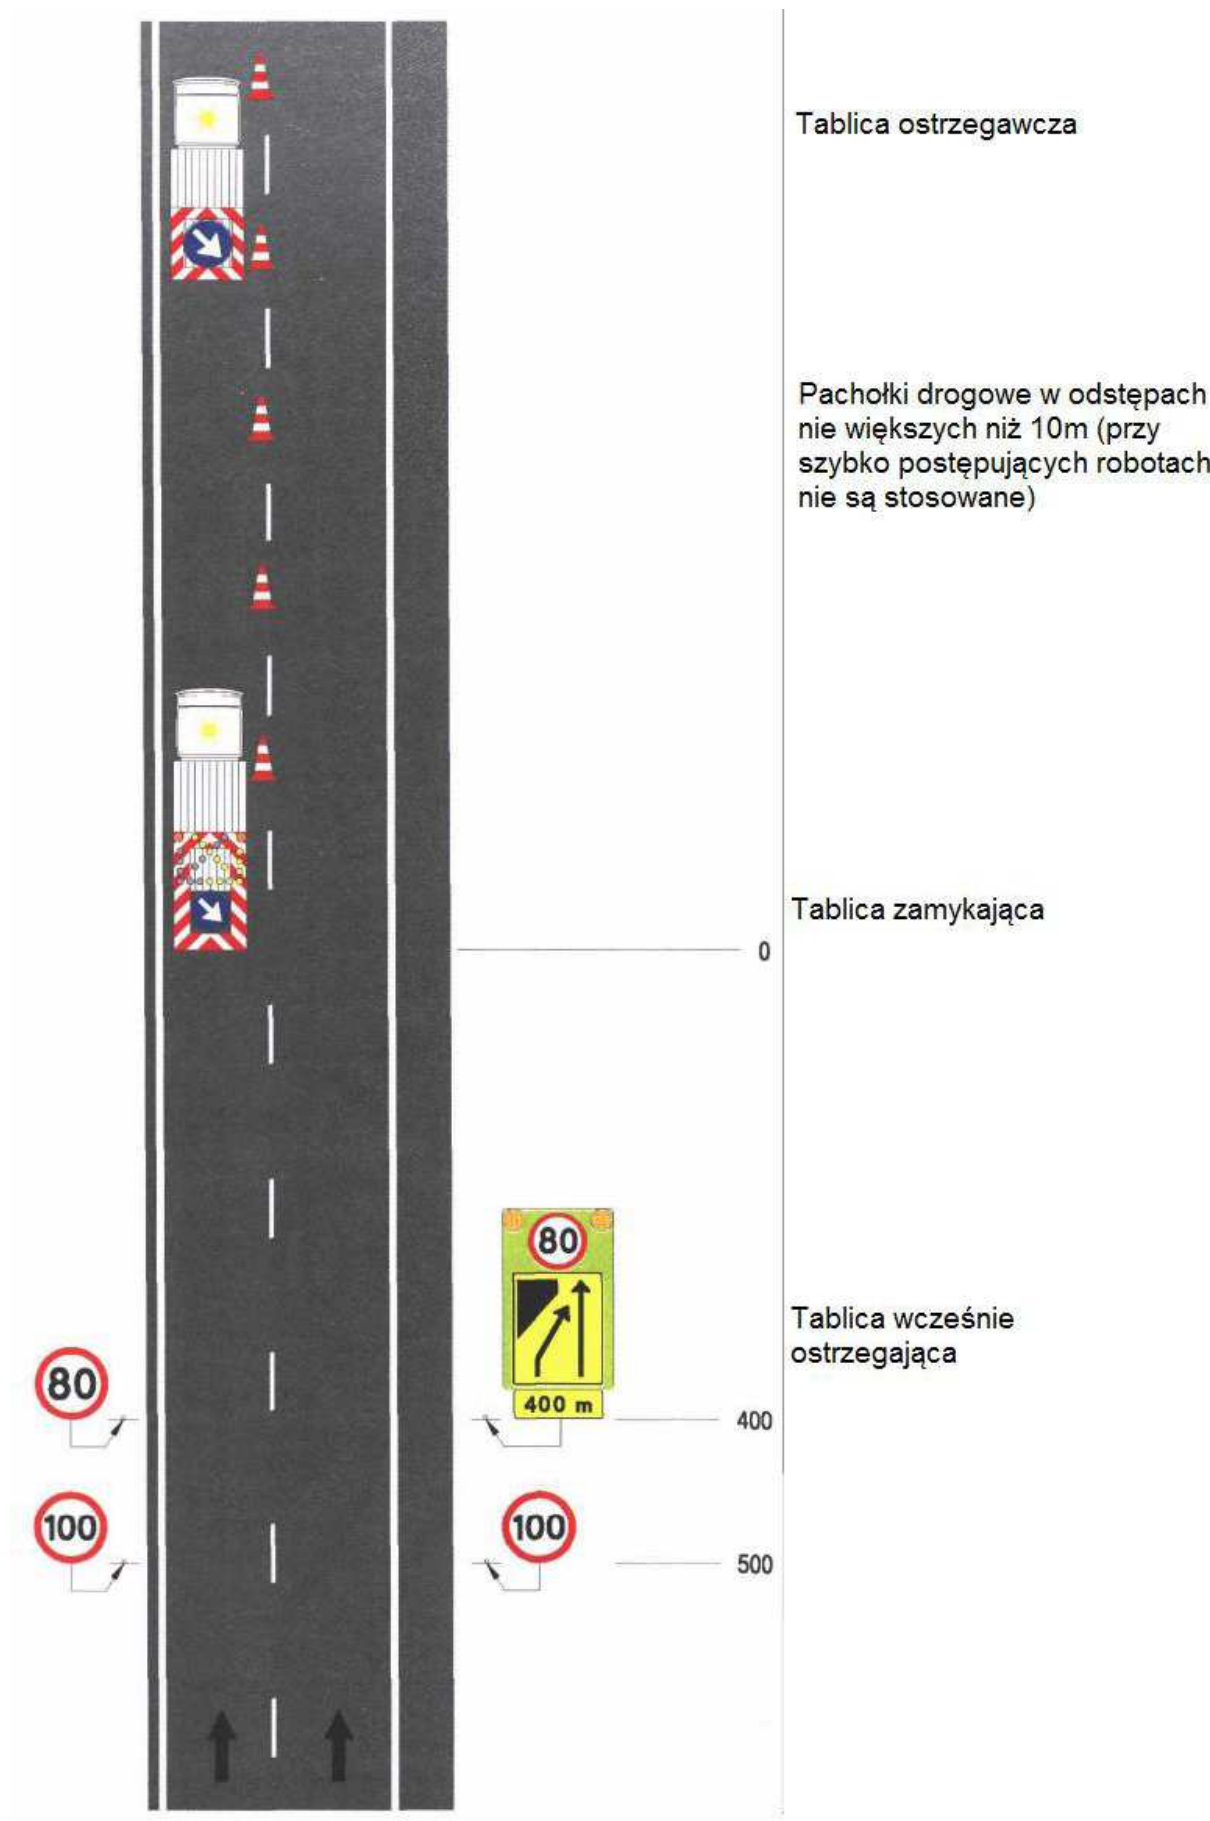 Tablica ostrzegawcza
Pachołki drogowe w odstępach
nie większych niż 10m (przy
szybko postępujących robotach
nie są stosowane)
Tablica zamykająca
0
80
Tablica wcześnie
ostrzegająca
80
400 m
400
100
100
500